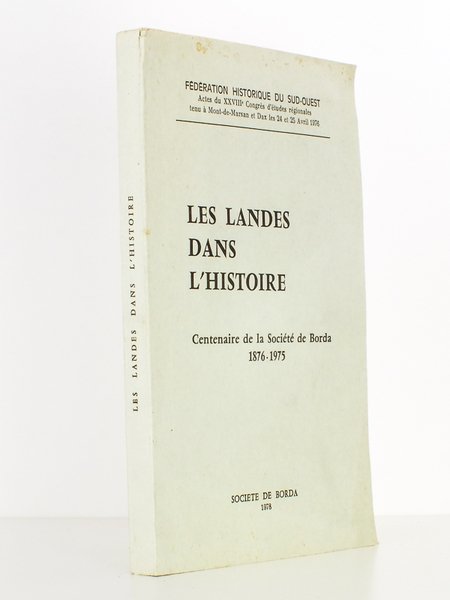 FÉDÉRATION HISTORIQUE DU SUD-OUEST
Actes du XXVIIIe Congrès d'études régionales
tenu à Mont-de-Marsan et Dax les 24 et 25 Avril 1976
LES LANDES
DANS
L'HISTOIRE
Centenaire de la Société de Borda
1876-1975
SOCIETE DE BORDA
1978
LES LANDES DANS L'HISTOIRE